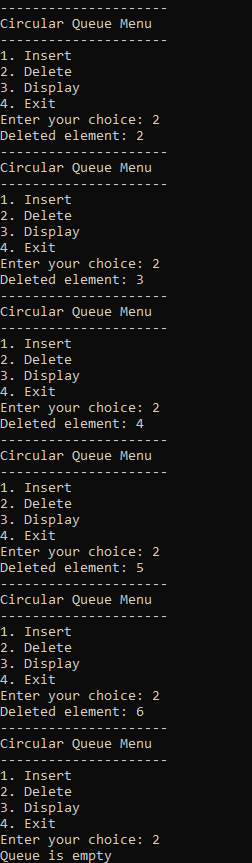 ---------------------
Circular Queue Menu
---------------------
1. Insert
2. Delete
3. Display
4. Exit
Enter your choice: 2
Deleted element: 2
---------------------
Circular Queue Menu
---------------------
1. Insert
2. Delete
3. Display
4. Exit
Enter your choice: 2
Deleted element: 3
---------------------
Circular Queue Menu
---------------------
1. Insert
2. Delete
3. Display
4. Exit
Enter your choice: 2
Deleted element: 4
---------------------
Circular Queue Menu
---------------------
1. Insert
2. Delete
3. Display
4. Exit
Enter your choice: 2
Deleted element: 5
---------------------
Circular Queue Menu
---------------------
1. Insert
2. Delete
3. Display
4. Exit
Enter your choice: 2
Deleted element: 6
---------------------
Circular Queue Menu
---------------------
1. Insert
2. Delete
3. Display
4. Exit
Enter your choice: 2
Queue is empty